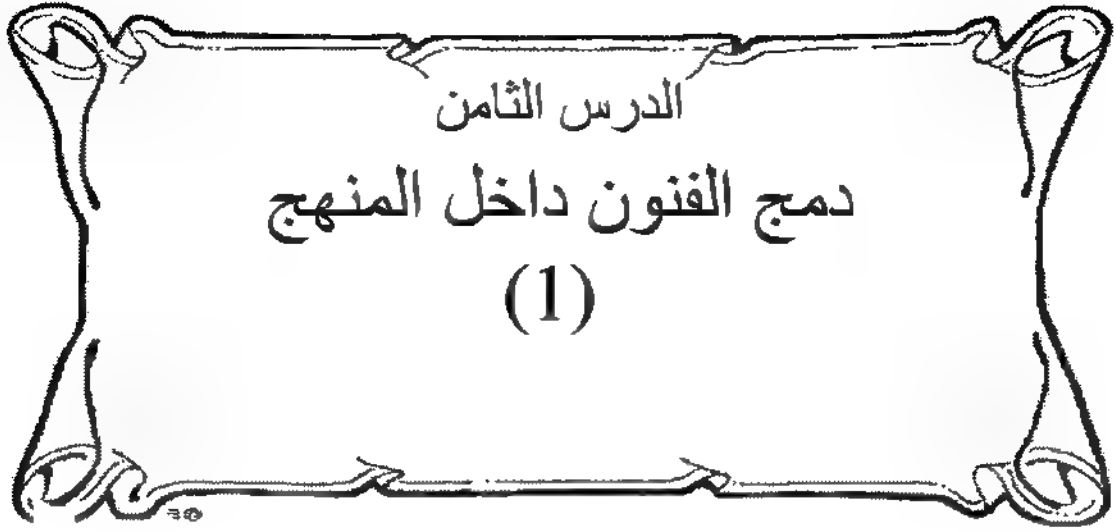 الدرس الثامن
دمج الفنون داخل المنهج
(1)